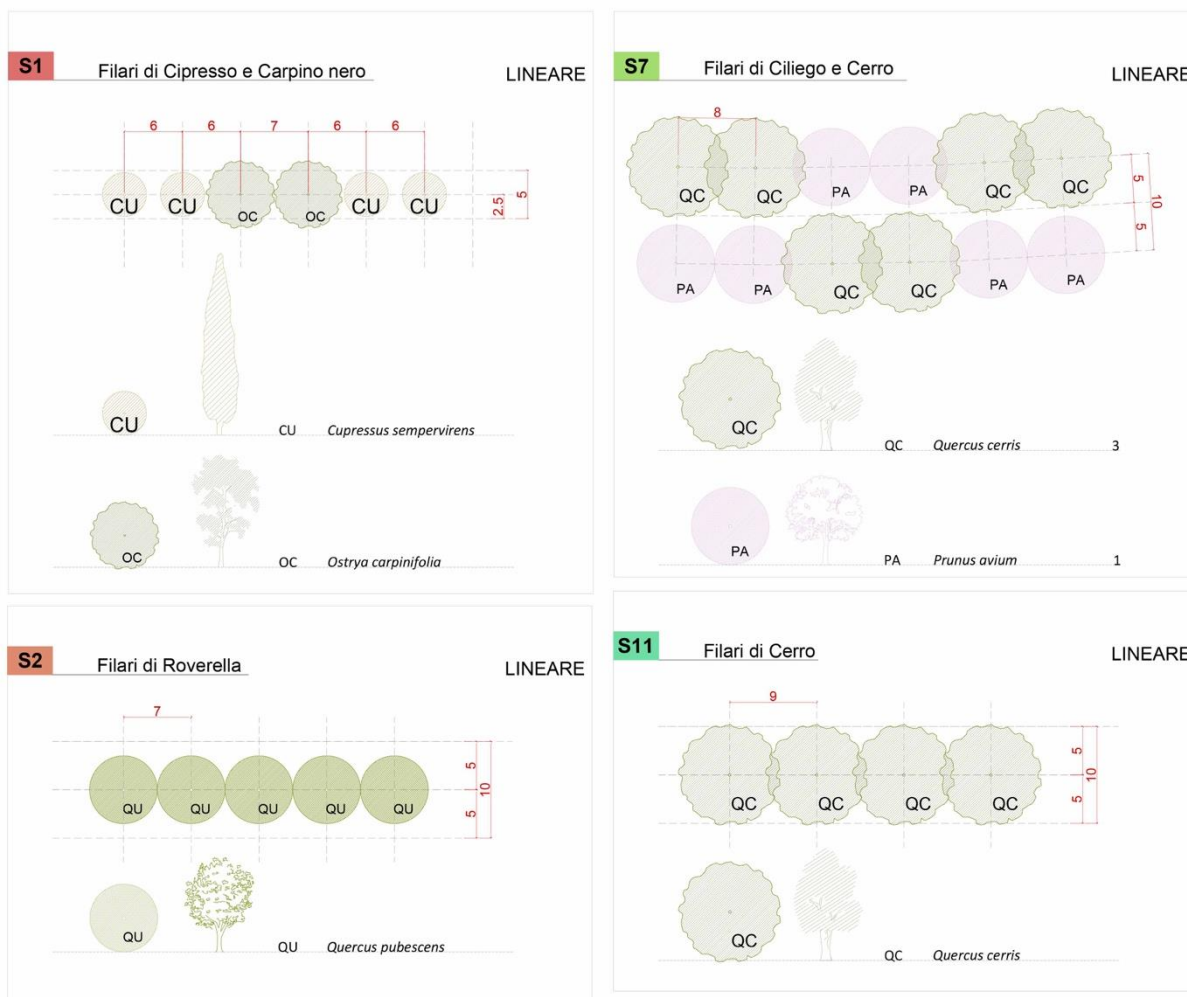 S1 Filari di Cipresso e Carpino nero LINEARE
6 6 7 6 6
CU CU OC OC CU CU
2.5 5
CU CU Cupressus sempervirens
OC OC Ostrya carpinifolia
S7 Filari di Ciliego e Cerro LINEARE
8
QC QC PA PA QC QC
5 10
5
PA PA QC QC PA PA
QC QC Quercus cerris 3
PA PA Prunus avium 1
S2 Filari di Roverella LINEARE
7
QU QU QU QU QU
5 10
5
QU QU Quercus pubescens
S11 Filari di Cerro LINEARE
9
QC QC QC QC
5 10
5
QC QC Quercus cerris